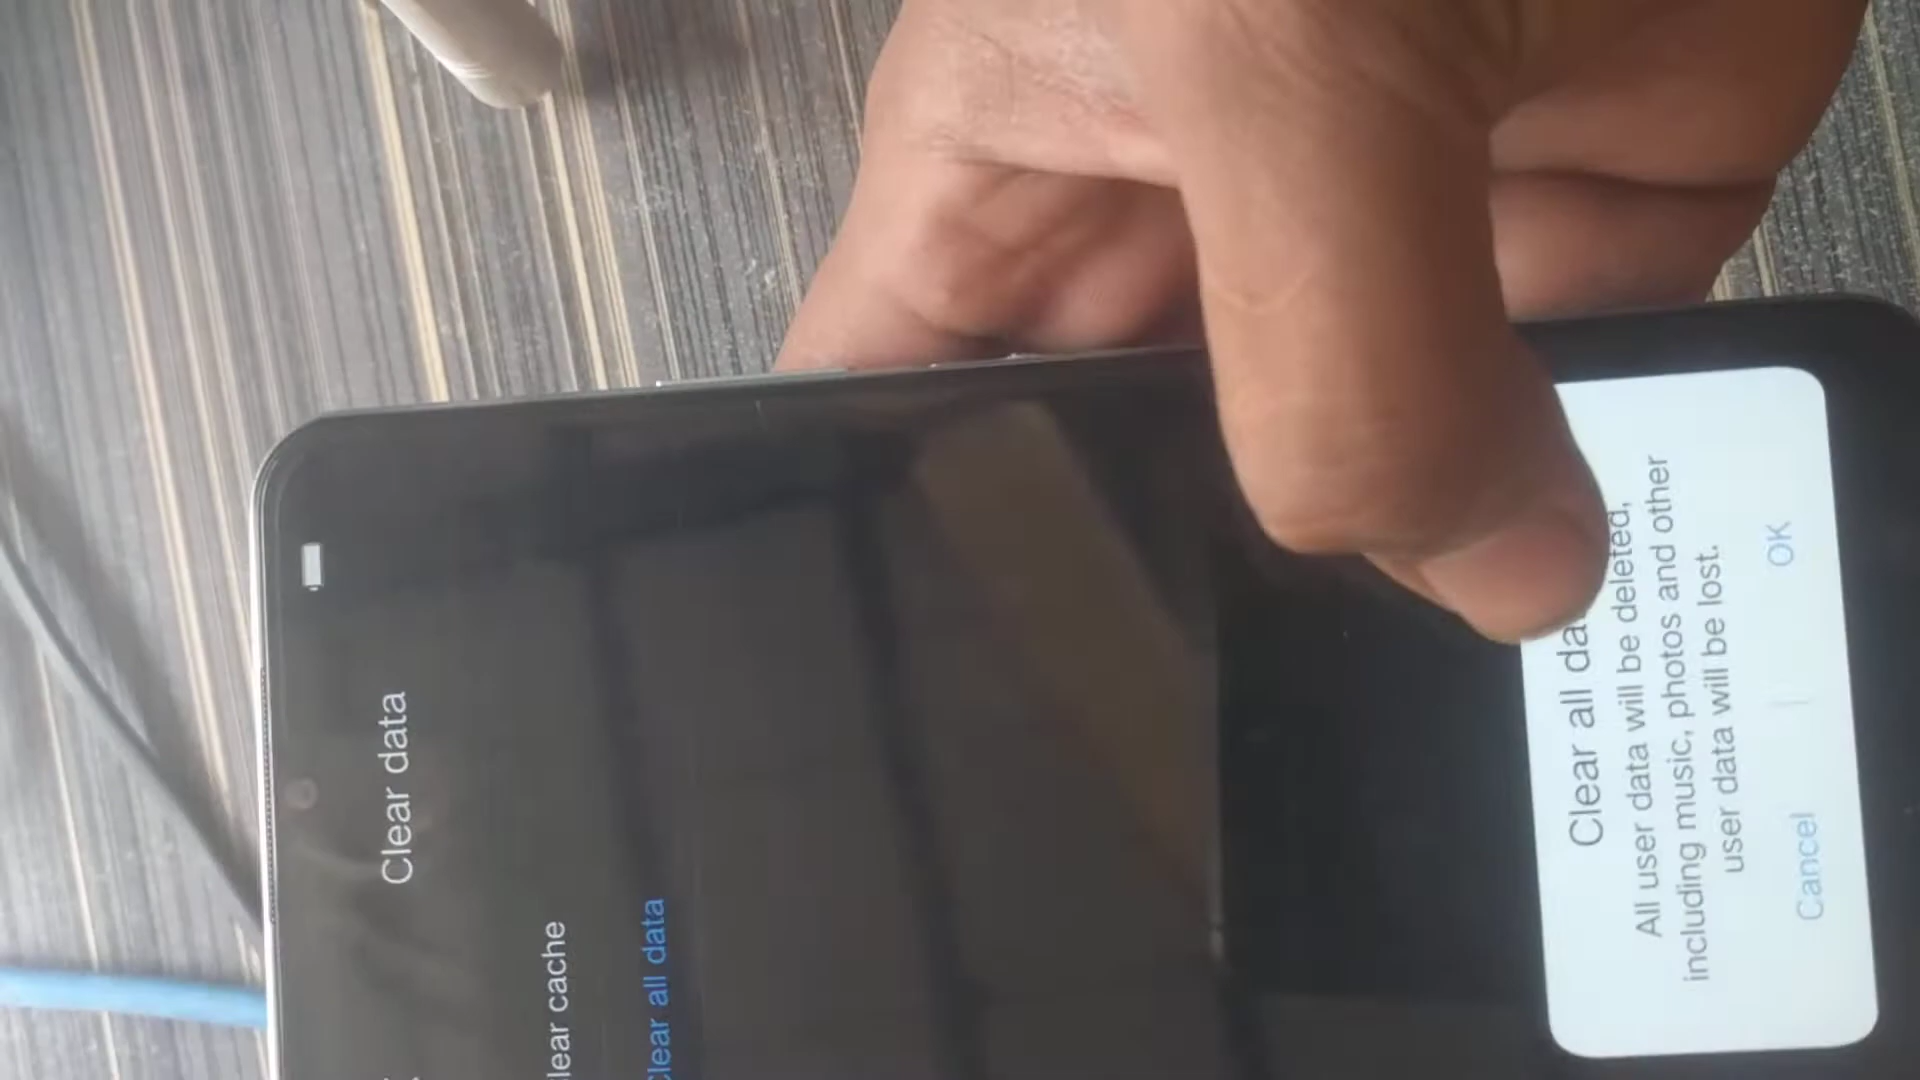 Clear data
lear cache
Clear all data
Clear all da
All user data will be deleted,
including music, photos and other
user data will be lost.
Cancel
OK